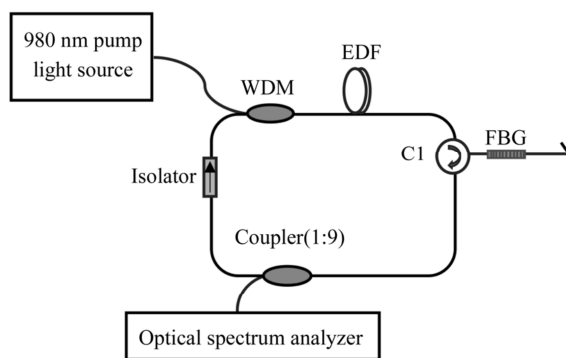 980 nm pump
light source
WDM
EDF
C1
FBG
Isolator
Coupler(1:9)
Optical spectrum analyzer